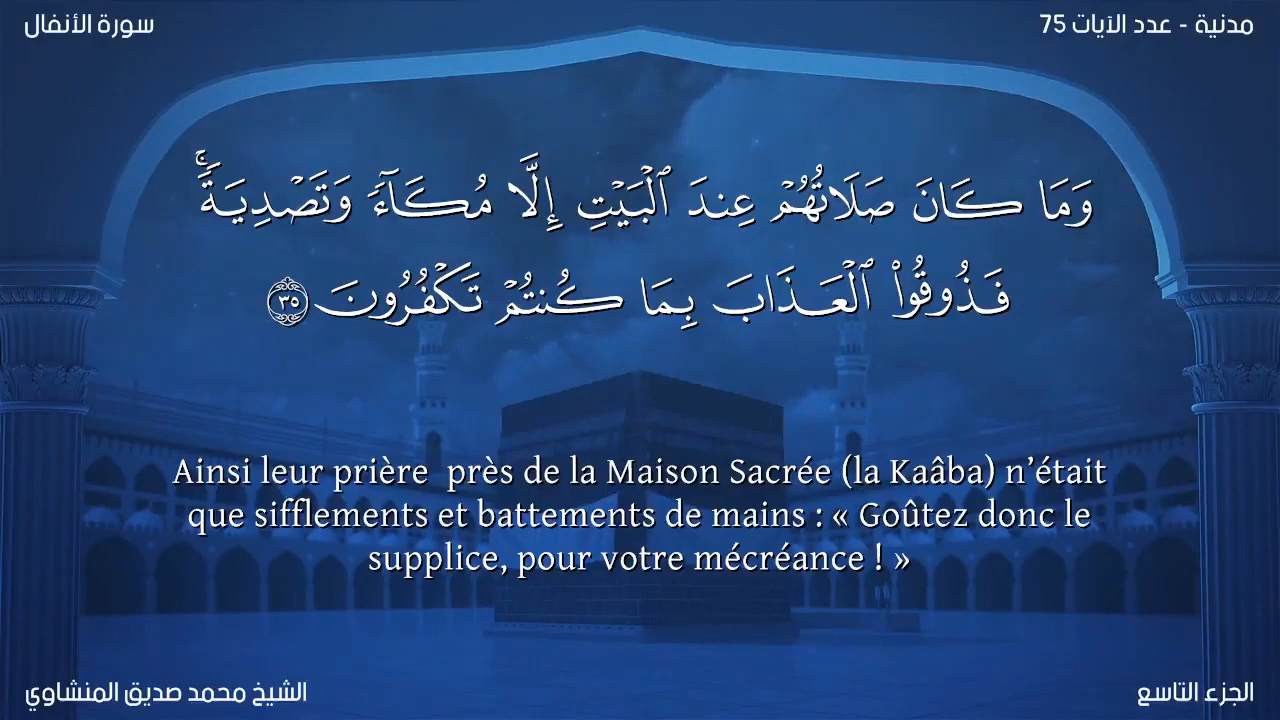 سورة الأنفال
مدنية - عدد الآيات 75
وَمَا كَانَ صَلَاتُهُمْ عِندَ ٱلْبَيْتِ إِلَّا مُكَآءً وَتَصْدِيَةً ۚ
فَذُوقُوا۟ ٱلْعَذَابَ بِمَا كُنتُمْ تَكْفُرُونَ ٣٥
Ainsi leur prière  près de la Maison Sacrée (la Kaâba) n’était
que sifflements et battements de mains : « Goûtez donc le
supplice, pour votre mécréance ! »
الشيخ محمد صديق المنشاوي
الجزء التاسع